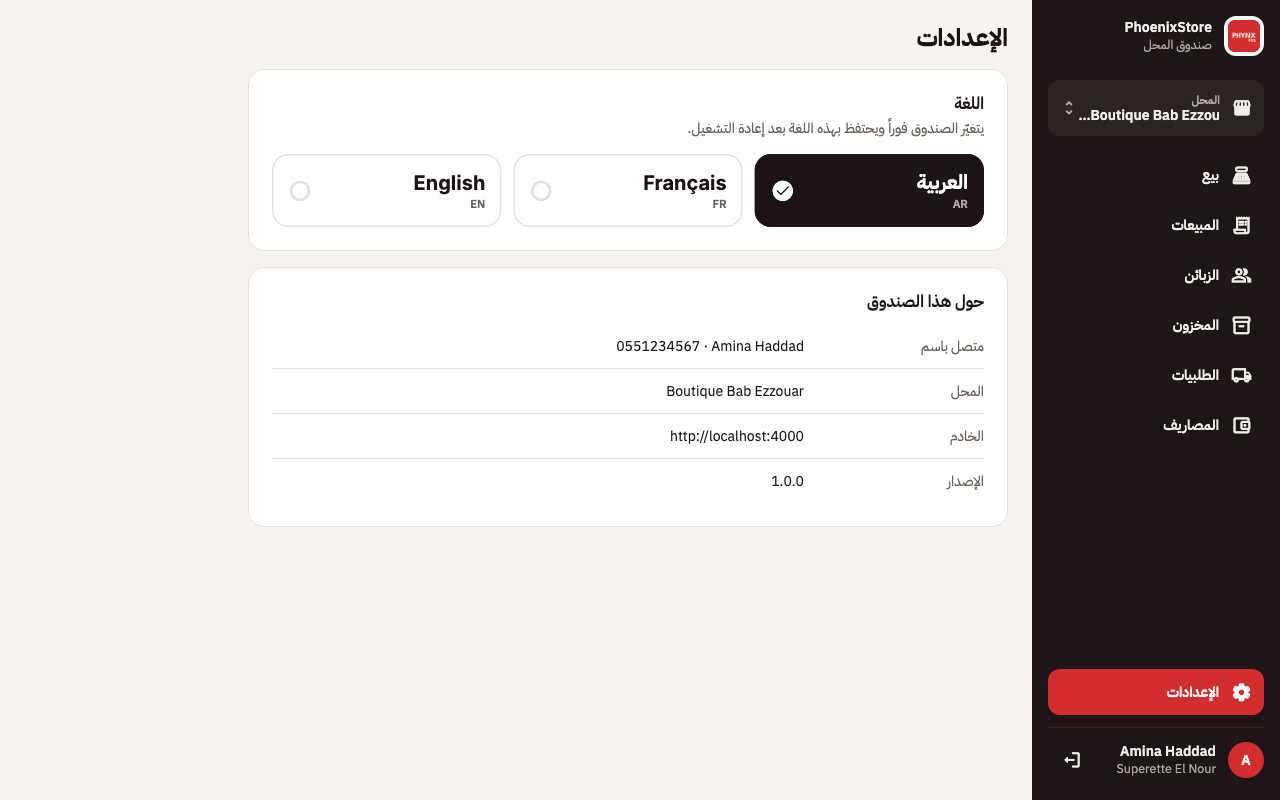 PhoenixStore
صندوق المحل
PHYNX
POS
المحل
Boutique Bab Ezzou...
بيع
المبيعات
الزبائن
المخزون
الطلبيات
المصاريف
الإعدادات
Amina Haddad
Superette El Nour
A
الإعدادات
اللغة
يتغيّر الصندوق فوراً ويحتفظ بهذه اللغة بعد إعادة التشغيل.
العربية
AR
Français
FR
English
EN
حول هذا الصندوق
متصل باسم
0551234567 · Amina Haddad
المحل
Boutique Bab Ezzouar
الخادم
http://localhost:4000
الإصدار
1.0.0